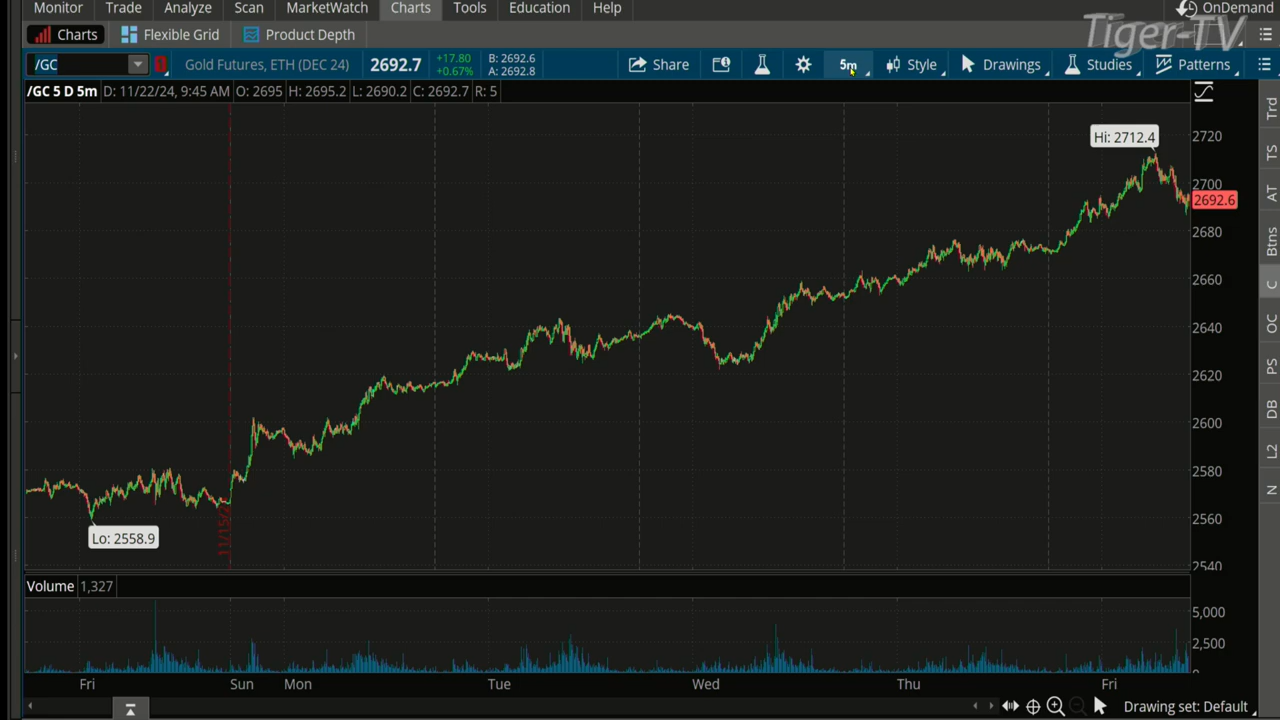 Monitor Trade Analyze Scan MarketWatch Charts Tools Education Help OnDemand
Tiger-TV
Charts Flexible Grid Product Depth
/GC 1 Gold Futures, ETH (DEC 24) 2692.7 +17.80 +0.67% B: 2692.6 A: 2692.8 Share 5m Style Drawings Studies Patterns
/GC 5 D 5m D: 11/22/24, 9:45 AM O: 2695 H: 2695.2 L: 2690.2 C: 2692.7 R: 5
Trd
TS
AT
Btns
C
OC
PS
DB
L2
N
Hi: 2712.4
2720
2700
2692.6
2680
2660
2640
2620
2600
2580
2560
2540
Lo: 2558.9
Volume 1,327
5,000
2,500
0
Fri Sun Mon Tue Wed Thu Fri
Drawing set: Default